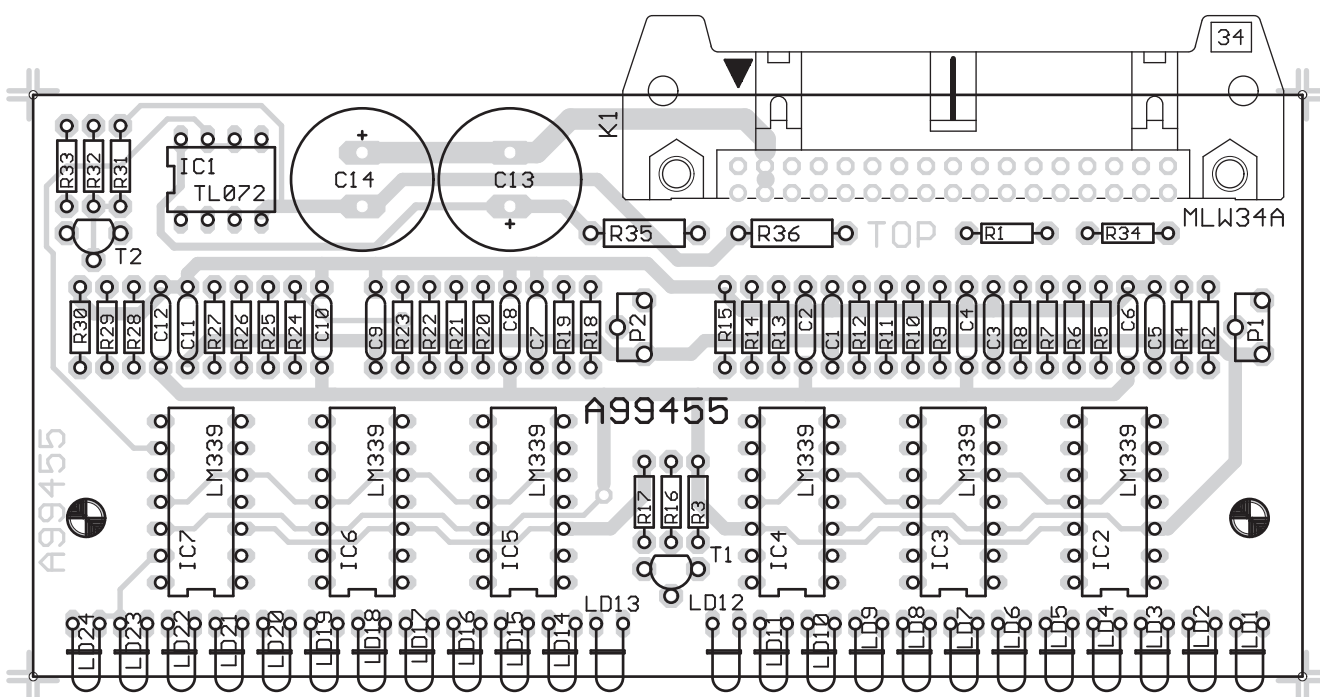 34
K1
MLW34A
R33 R32 R31
IC1
TL072
+
C14
C13
+
T2
R35 R36 TOP R1 R34
R30 R29 R28 C12 C11 R27 R26 R25 R24 C10 C9 R23 R22 R21 R20 C8 C7 R19 R18 P2 R15 R14 R13 C2 C1 R12 R11 R10 R9 C4 C3 R8 R7 R6 R5 C6 C5 R4 R2 P1
A99455
A99455
LM339 LM339 LM339 LM339 LM339 LM339
R17 R16 R3
IC7 IC6 IC5 IC4 IC3 IC2
T1
LD13 LD12
LD24 LD23 LD22 LD21 LD20 LD19 LD18 LD17 LD16 LD15 LD14 LD11 LD10 LD9 LD8 LD7 LD6 LD5 LD4 LD3 LD2 LD1